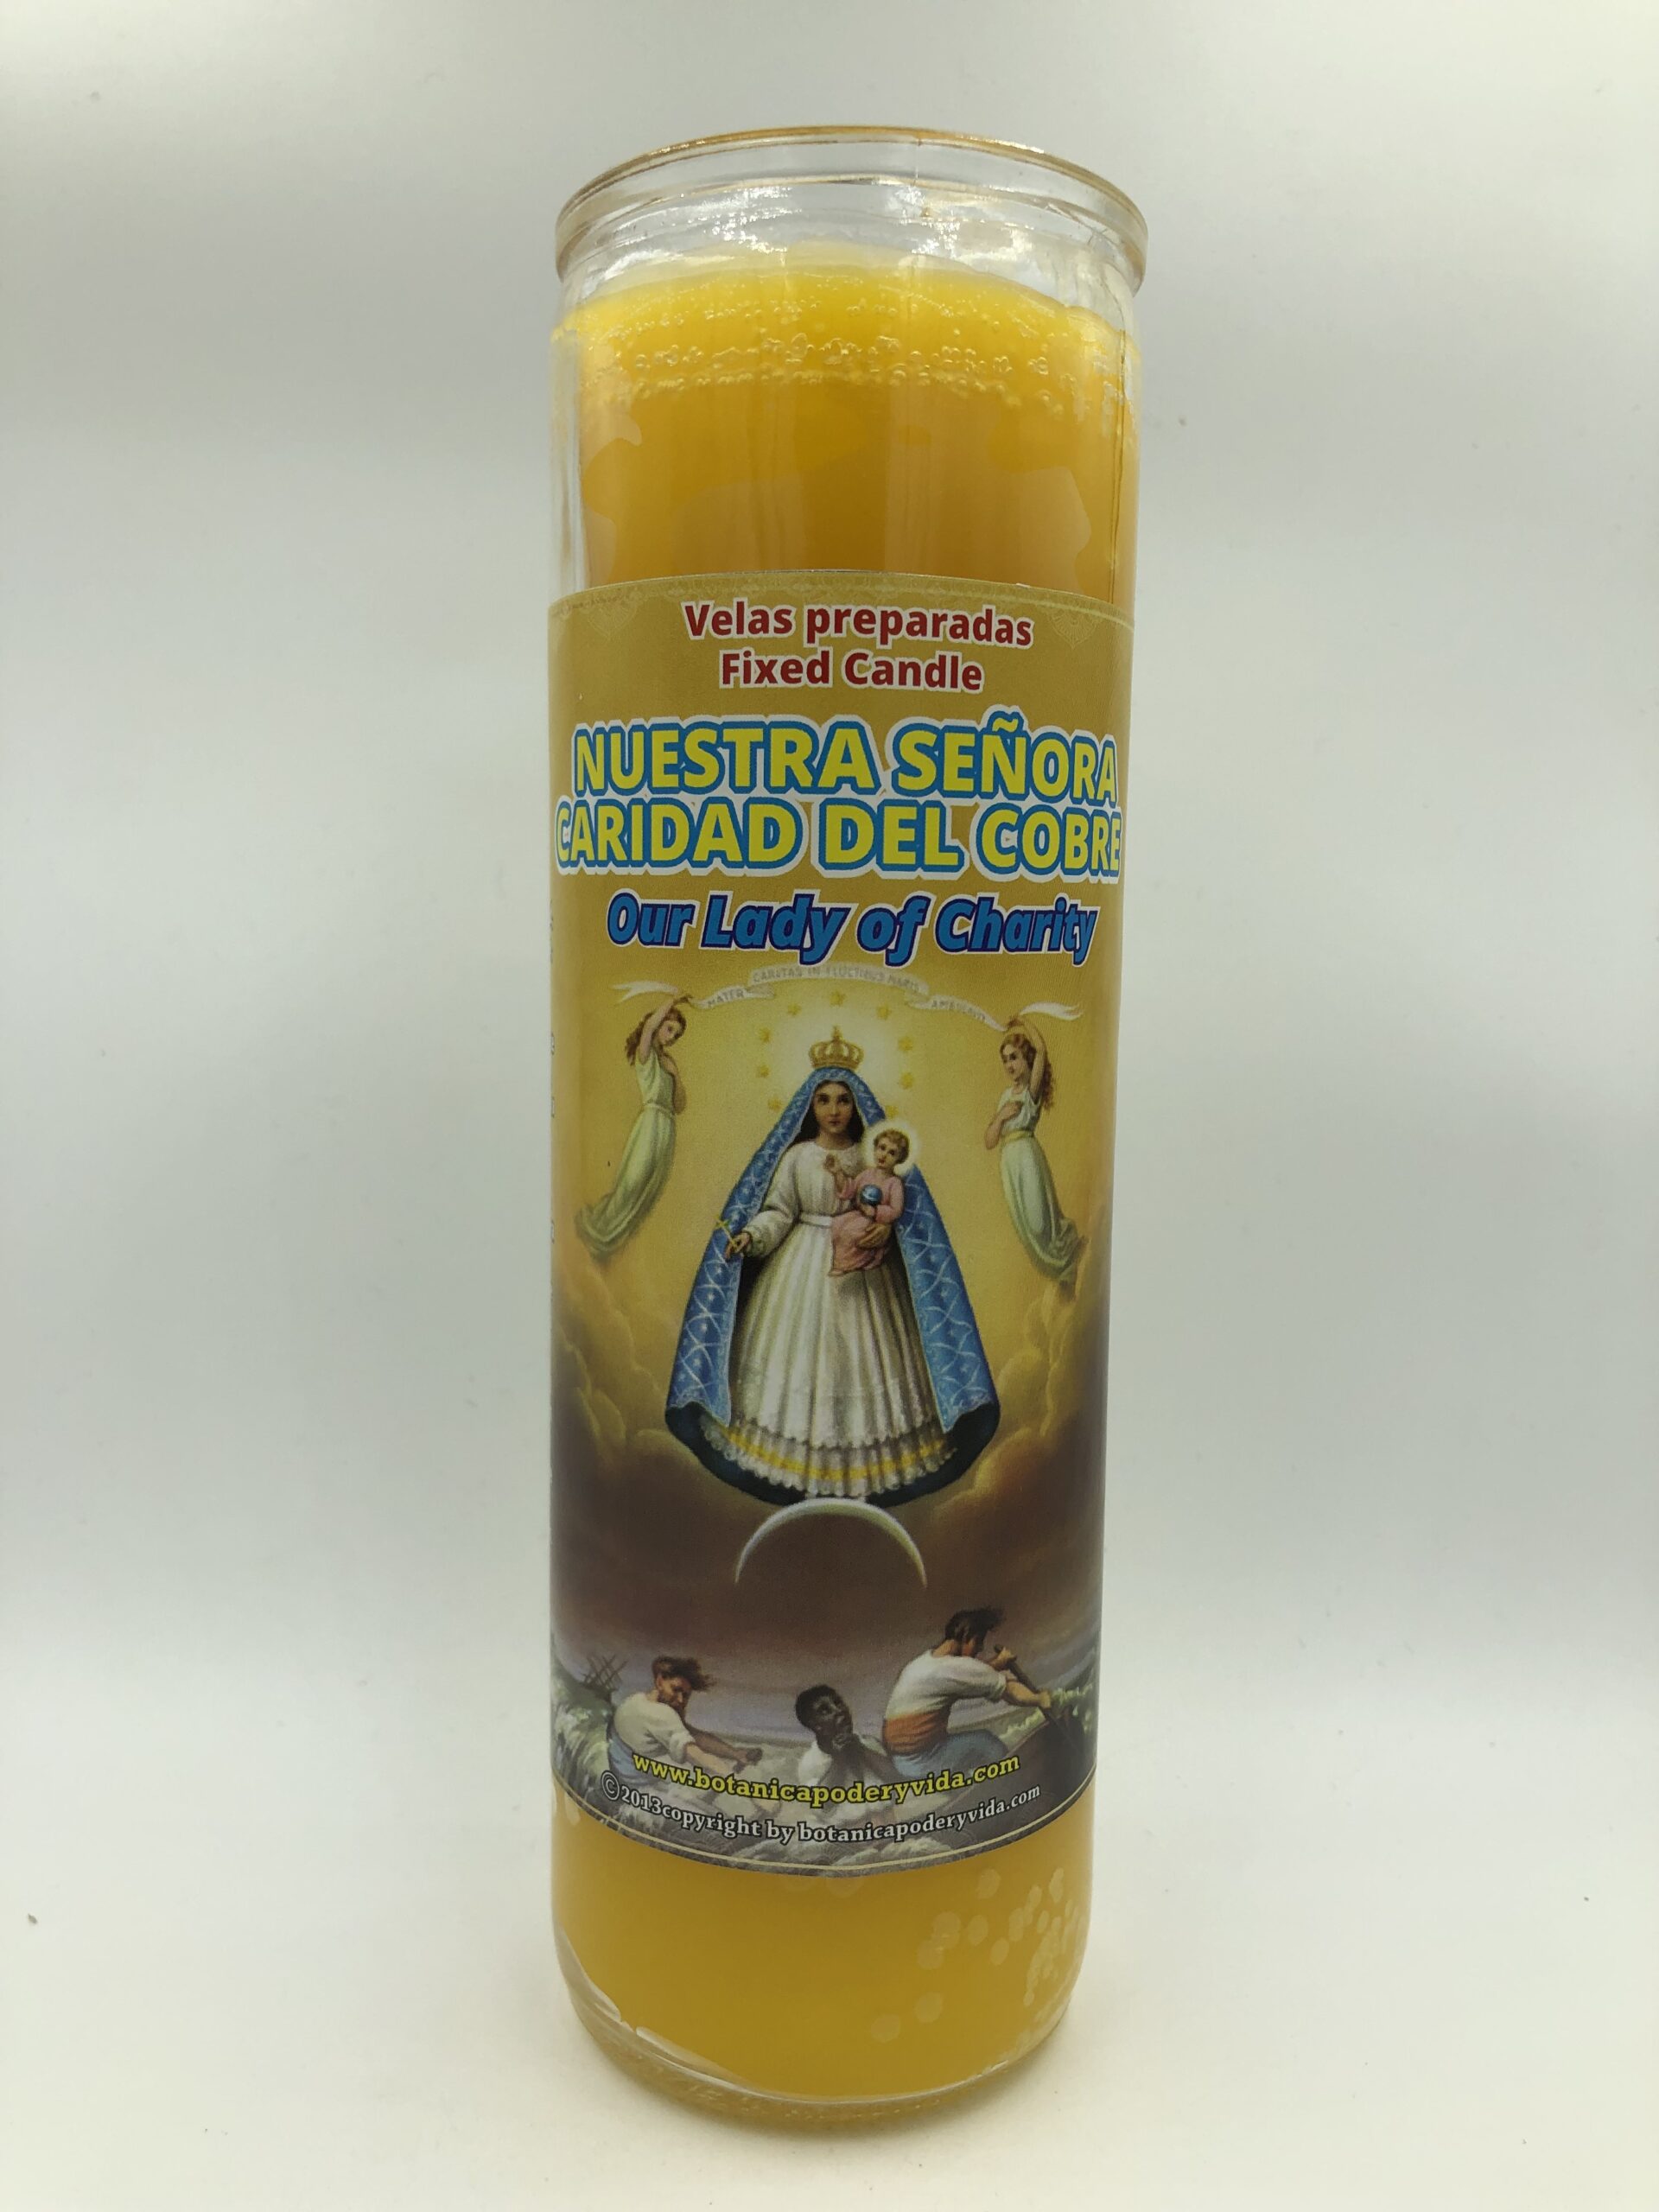 Velas preparadas
Fixed Candle
NUESTRA SEÑORA
CARIDAD DEL COBRE
Our Lady of Charity
MATER CARITAS IN FLUCTIBUS MARIS
www.botanicapoderyvida.com
©2013copyright by botanicapoderyvida.com